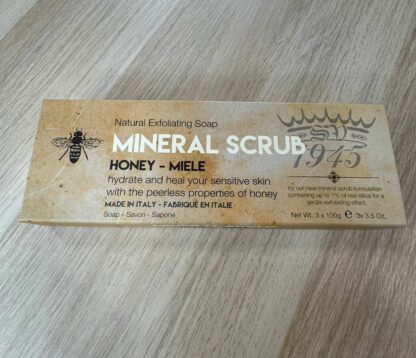 Natural Exfoliating Soap
MINERAL SCRUB
SV
1945
HONEY - MIELE
hydrate and heal your sensitive skin
with the peerless properties of honey
MADE IN ITALY - FABRIQUÉ EN ITALIE
Soap - Savon - Sapone
try our new mineral scrub formulation
containing up to 1% of real silica for a
gentle exfoliating effect.
Net Wt. 3 x 100g e 3x 3.5 Oz.